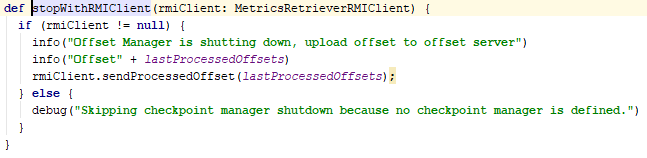 def stopWithRMIClient(rmiClient: MetricsRetrieverRMIClient) {
if (rmiClient != null) {
info("Offset Manager is shutting down, upload offset to offset server")
info("Offset" + lastProcessedOffsets)
rmiClient.sendProcessedOffset(lastProcessedOffsets);
} else {
debug("Skipping checkpoint manager shutdown because no checkpoint manager is defined.")
}
}